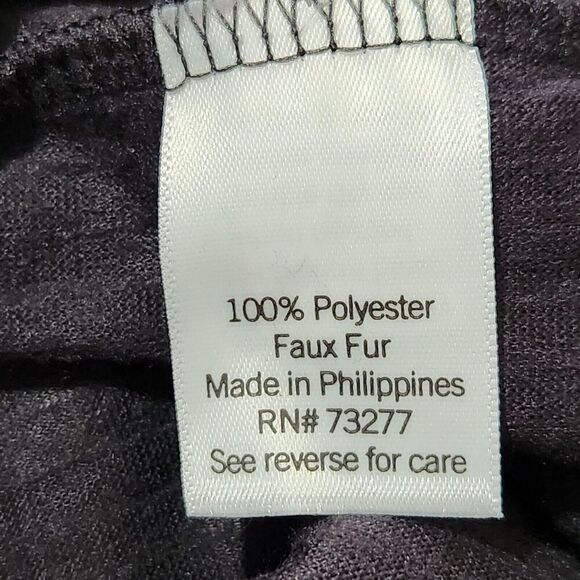 100% Polyester
Faux Fur
Made in Philippines
RN# 73277
See reverse for care